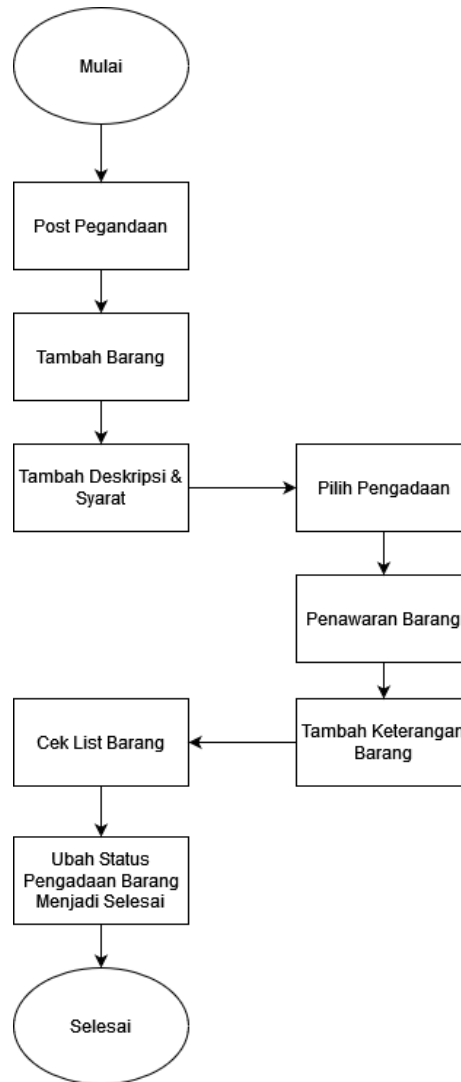 Mulai
Post Pegandaan
Tambah Barang
Tambah Deskripsi &
Syarat
Pilih Pengadaan
Penawaran Barang
Tambah Keterangan
Barang
Cek List Barang
Ubah Status
Pengadaan Barang
Menjadi Selesai
Selesai